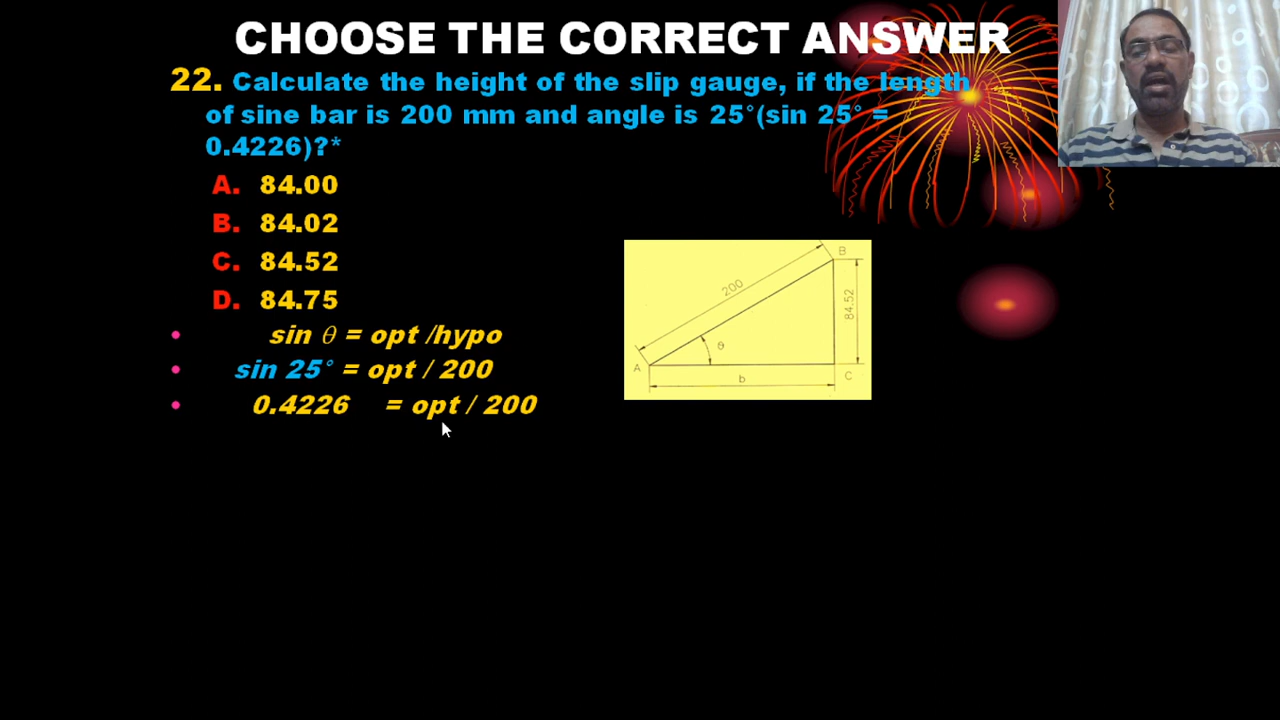 CHOOSE THE CORRECT ANSWER
22. Calculate the height of the slip gauge, if the length
of sine bar is 200 mm and angle is 25°(sin 25° =
0.4226)?*
A. 84.00
B. 84.02
C. 84.52
D. 84.75
• sin θ = opt /hypo
• sin 25° = opt / 200
• 0.4226 = opt / 200
B
200
84.52
θ
A
b
C